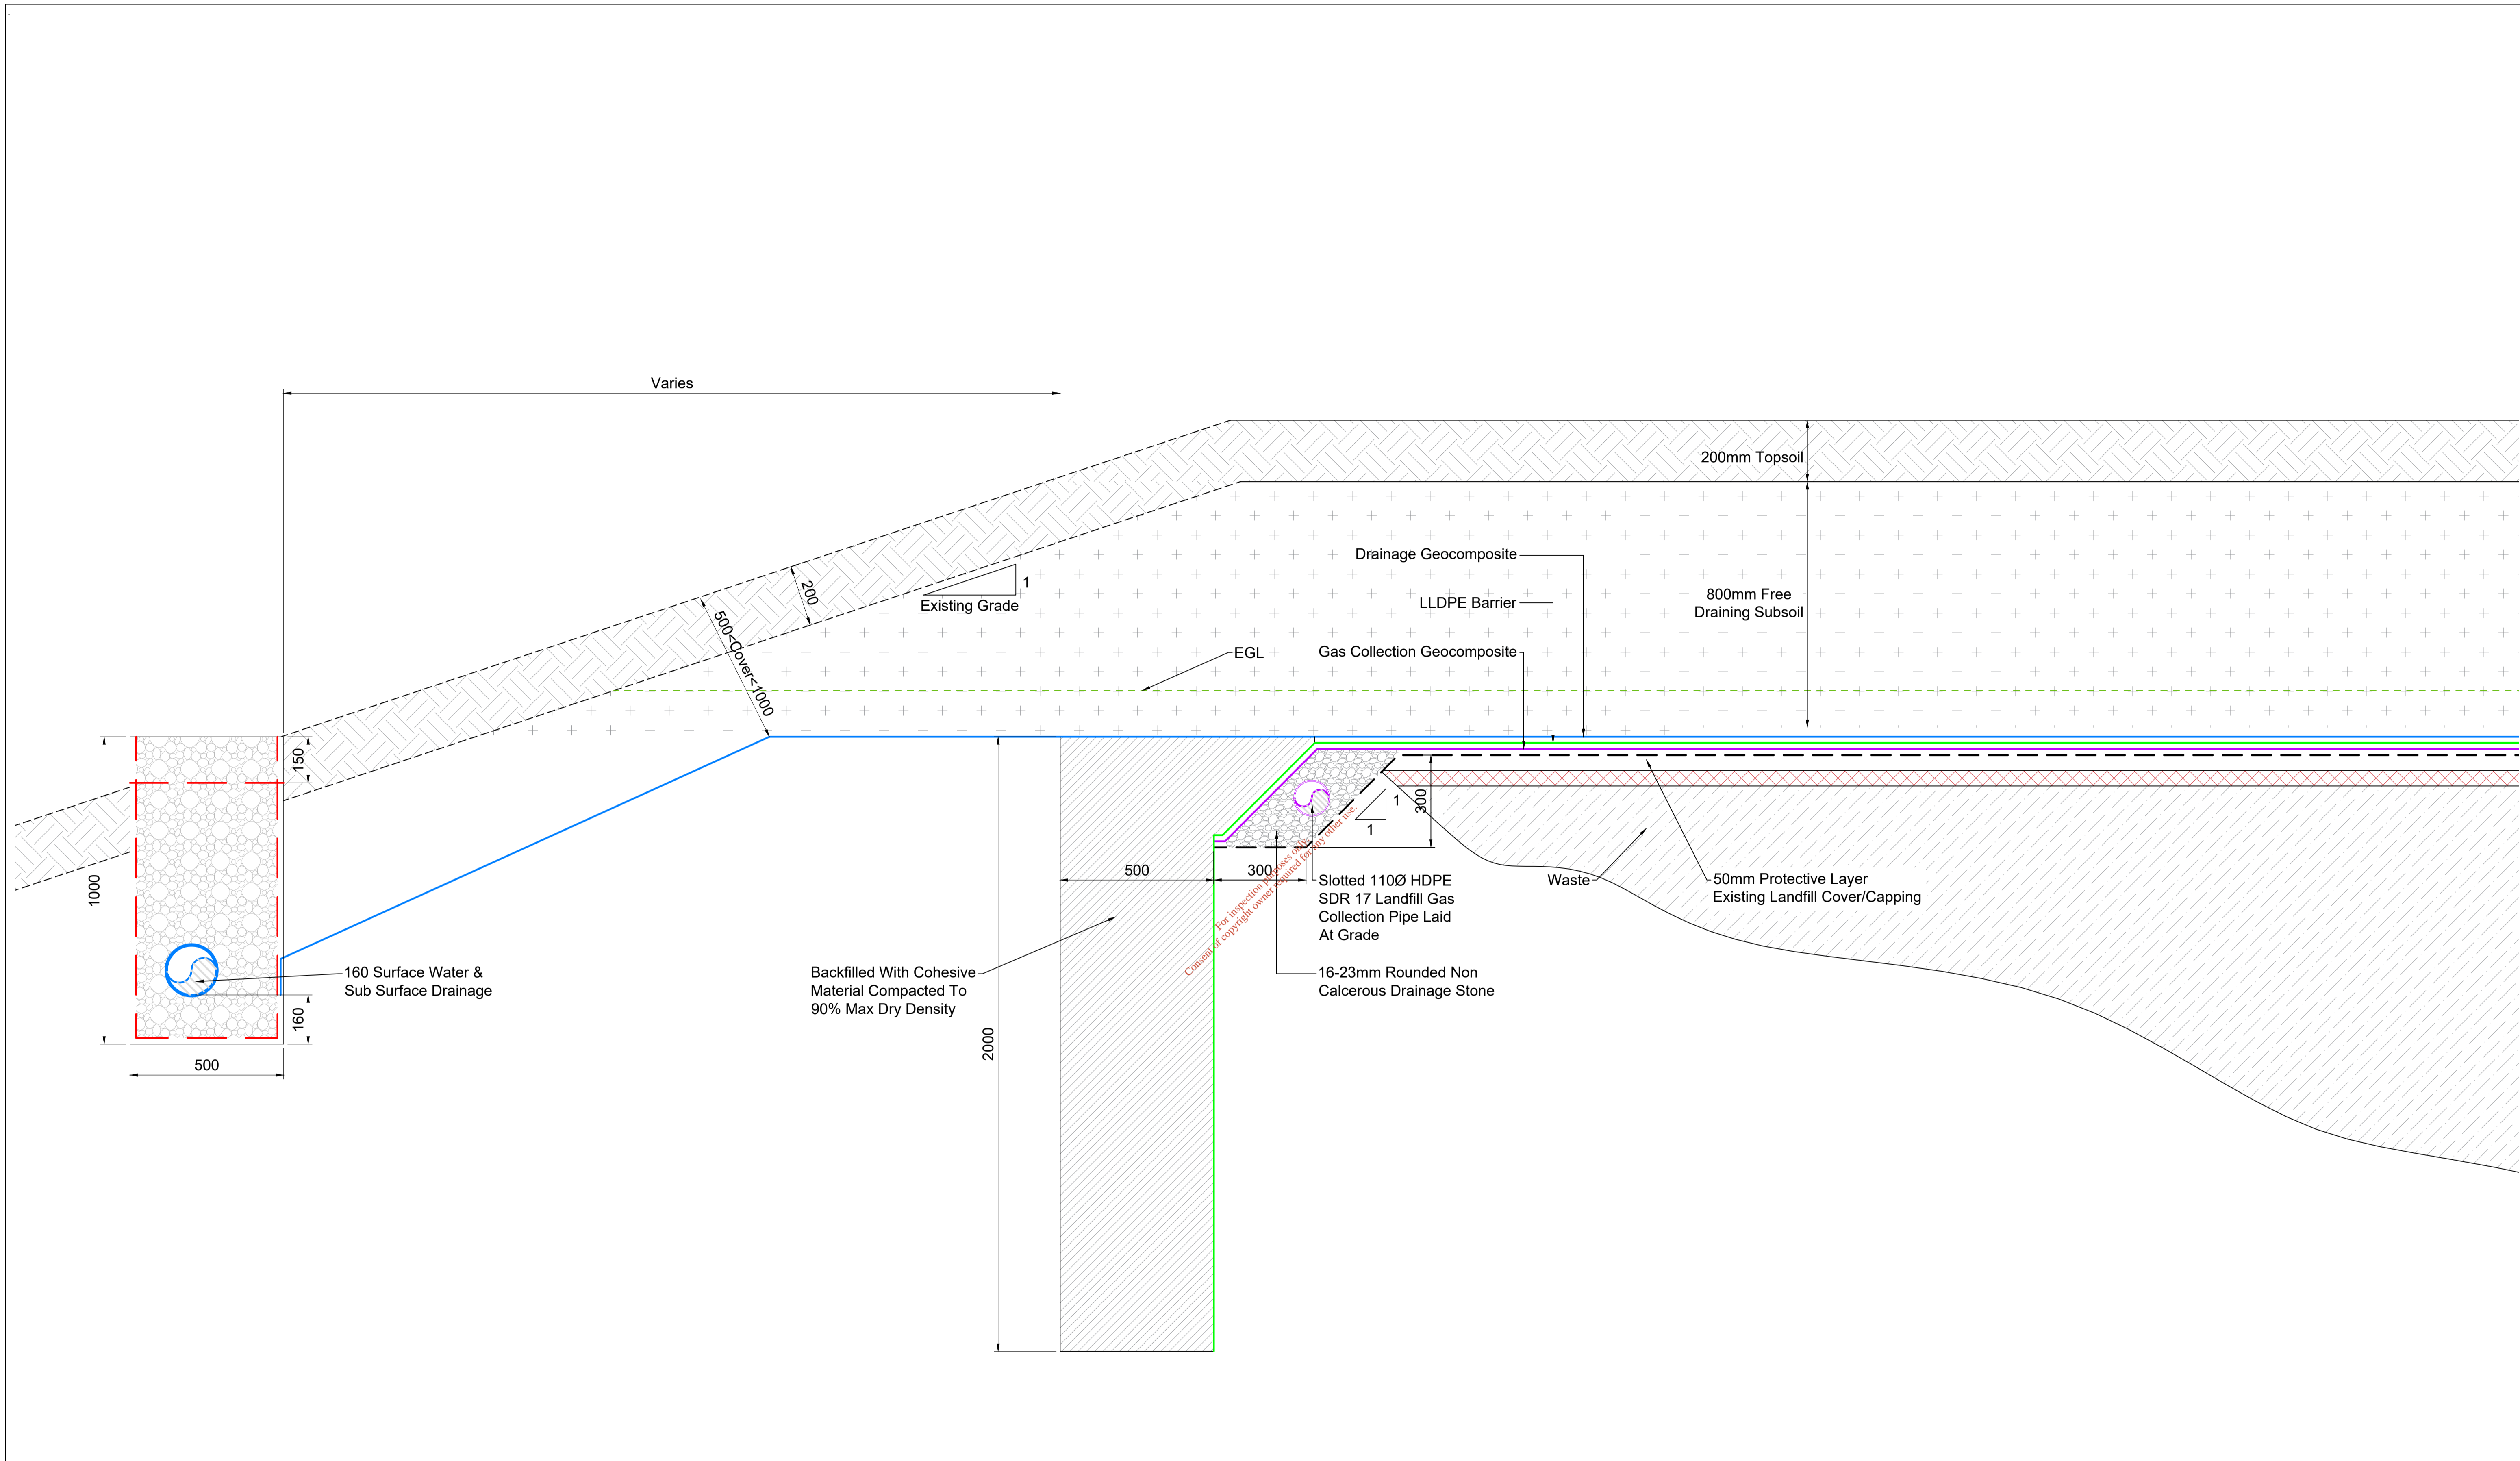 Varies
200mm Topsoil
Drainage Geocomposite
200
1
Existing Grade
LLDPE Barrier
800mm Free
Draining Subsoil
500<Cover<1000
EGL
Gas Collection Geocomposite
150
1000
160
500
160 Surface Water &
Sub Surface Drainage
Backfilled With Cohesive
Material Compacted To
90% Max Dry Density
2000
500
300
300
1
1
Slotted 110Ø HDPE
SDR 17 Landfill Gas
Collection Pipe Laid
At Grade
16-23mm Rounded Non
Calcerous Drainage Stone
Waste
50mm Protective Layer
Existing Landfill Cover/Capping
For inspection purposes only.
Consent of copyright owner required for any other use.